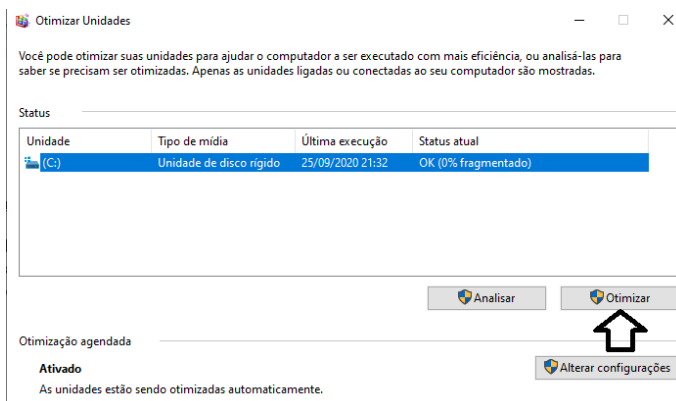 Otimizar Unidades
Você pode otimizar suas unidades para ajudar o computador a ser executado com mais eficiência, ou analisá-las para
saber se precisam ser otimizadas. Apenas as unidades ligadas ou conectadas ao seu computador são mostradas.
Status
Unidade Tipo de mídia Última execução Status atual
(C:) Unidade de disco rígido 25/09/2020 21:32 OK (0% fragmentado)
Analisar Otimizar
Otimização agendada
Ativado Alterar configurações
As unidades estão sendo otimizadas automaticamente.